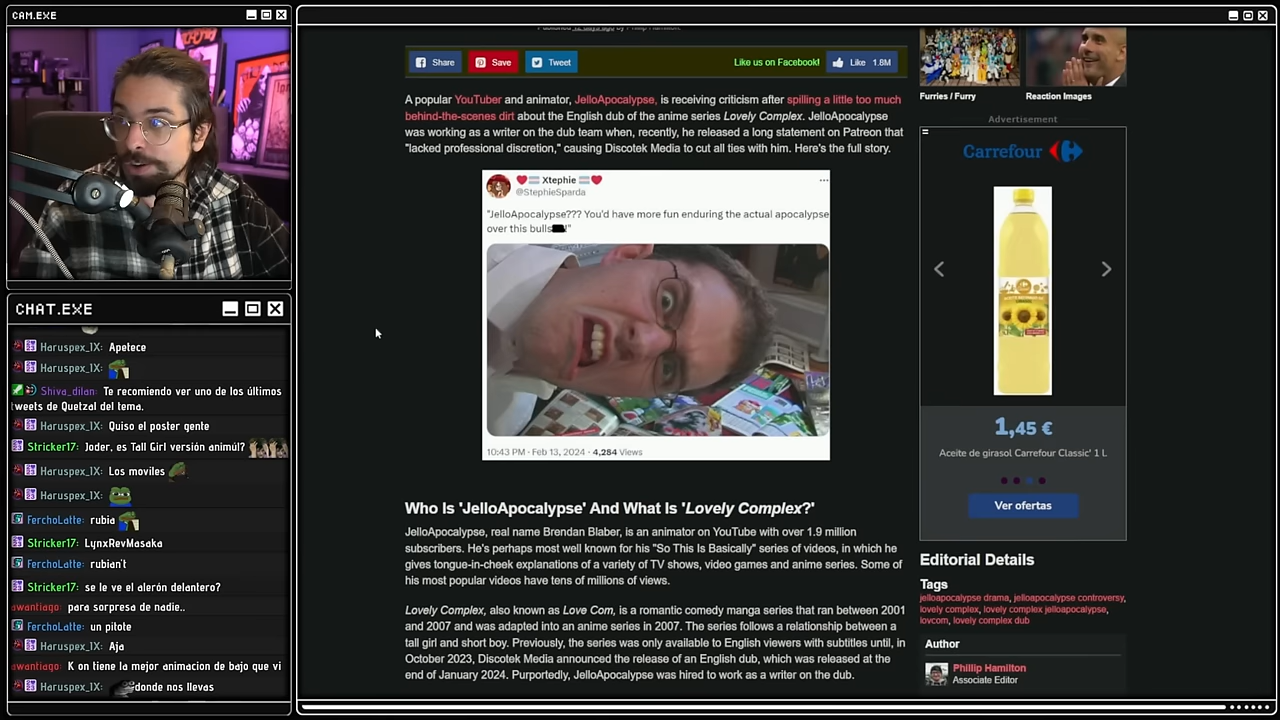 CAM.EXE
CHAT.EXE
Haruspex_1X: Apetece
Haruspex_1X:
Shiva_dilan: Te recomiendo ver uno de los últimos
tweets de Quetzal del tema.
Haruspex_1X: Quiso el poster gente
Stricker17: Joder, es Tall Girl versión animúl?
Haruspex_1X: Los moviles
Haruspex_1X:
FerchoLatte: rubia
Stricker17: LynxRevMasaka
FerchoLatte: rubian't
Stricker17: se le ve el alerón delantero?
awantiago: para sorpresa de nadie..
FerchoLatte: un pilote
Haruspex_1X: Aja
awantiago: K on tiene la mejor animacion de bajo que vi
Haruspex_1X: donde nos llevas
Share
Save
Tweet
Like us on Facebook!
Like 1.8M
A popular YouTuber and animator, JelloApocalypse, is receiving criticism after spilling a little too much
behind-the-scenes dirt about the English dub of the anime series Lovely Complex. JelloApocalypse
was working as a writer on the dub team when, recently, he released a long statement on Patreon that
"lacked professional discretion," causing Discotek Media to cut all ties with him. Here's the full story.
Xtephie
@StephieSparda
"JelloApocalypse??? You'd have more fun enduring the actual apocalypse
over this bulls !"
10:43 PM · Feb 13, 2024 · 4,284 Views
Who Is 'JelloApocalypse' And What Is 'Lovely Complex?'
JelloApocalypse, real name Brendan Blaber, is an animator on YouTube with over 1.9 million
subscribers. He's perhaps most well known for his "So This Is Basically" series of videos, in which he
gives tongue-in-cheek explanations of a variety of TV shows, video games and anime series. Some of
his most popular videos have tens of millions of views.
Lovely Complex, also known as Love Com, is a romantic comedy manga series that ran between 2001
and 2007 and was adapted into an anime series in 2007. The series follows a relationship between a
tall girl and short boy. Previously, the series was only available to English viewers with subtitles until, in
October 2023, Discotek Media announced the release of an English dub, which was released at the
end of January 2024. Purportedly, JelloApocalypse was hired to work as a writer on the dub.
Furries / Furry
Reaction Images
Advertisement
Carrefour
1,45 €
Aceite de girasol Carrefour Classic' 1 L
Ver ofertas
Editorial Details
Tags
jelloapocalypse drama, jelloapocalypse controversy,
lovely complex, lovely complex jelloapocalypse,
lovcom, lovely complex dub
Author
Phillip Hamilton
Associate Editor